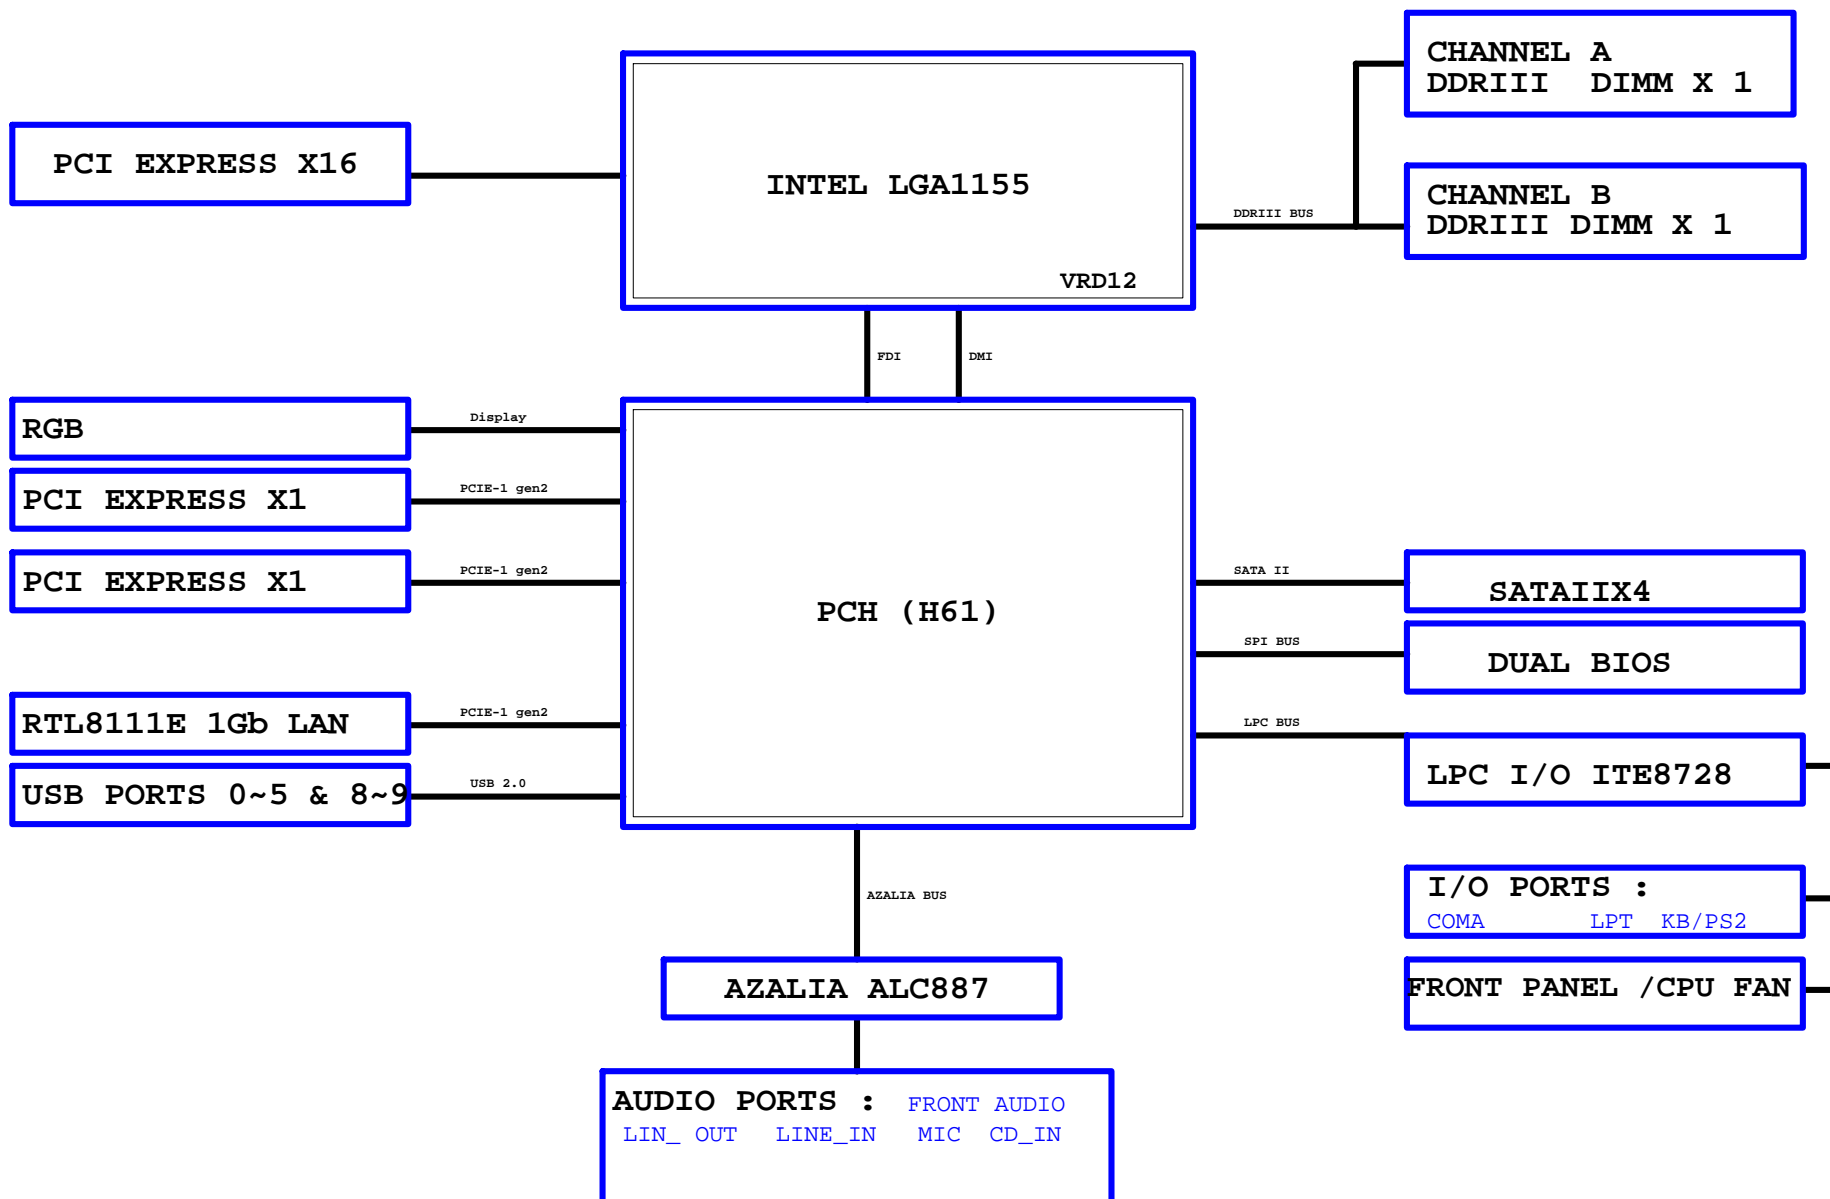 CHANNEL A
DDRIII DIMM X 1
PCI EXPRESS X16
INTEL LGA1155
CHANNEL B
DDRIII DIMM X 1
DDRIII BUS
VRD12
FDI
DMI
RGB
Display
PCI EXPRESS X1
PCIE-1 gen2
PCI EXPRESS X1
PCIE-1 gen2
PCH (H61)
SATA II
SATAIIX4
SPI BUS
DUAL BIOS
RTL8111E 1Gb LAN
PCIE-1 gen2
LPC BUS
LPC I/O ITE8728
USB PORTS 0~5 & 8~9
USB 2.0
AZALIA BUS
I/O PORTS :
COMA LPT KB/PS2
AZALIA ALC887
FRONT PANEL /CPU FAN
AUDIO PORTS : FRONT AUDIO
LIN_ OUT LINE_IN MIC CD_IN